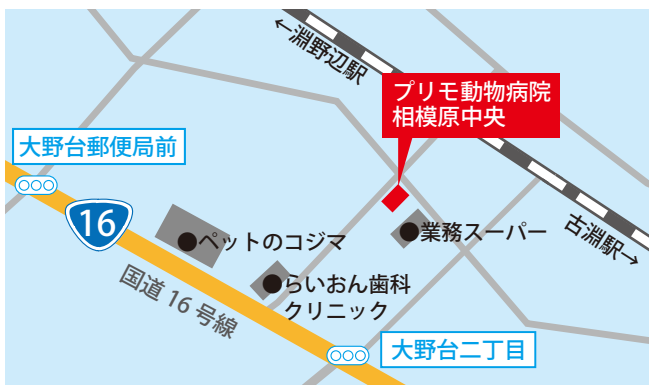 ←淵野辺駅
プリモ動物病院
相模原中央
大野台郵便局前
16
ペットのコジマ
業務スーパー
古淵駅→
らいおん歯科
クリニック
国道16号線
大野台二丁目